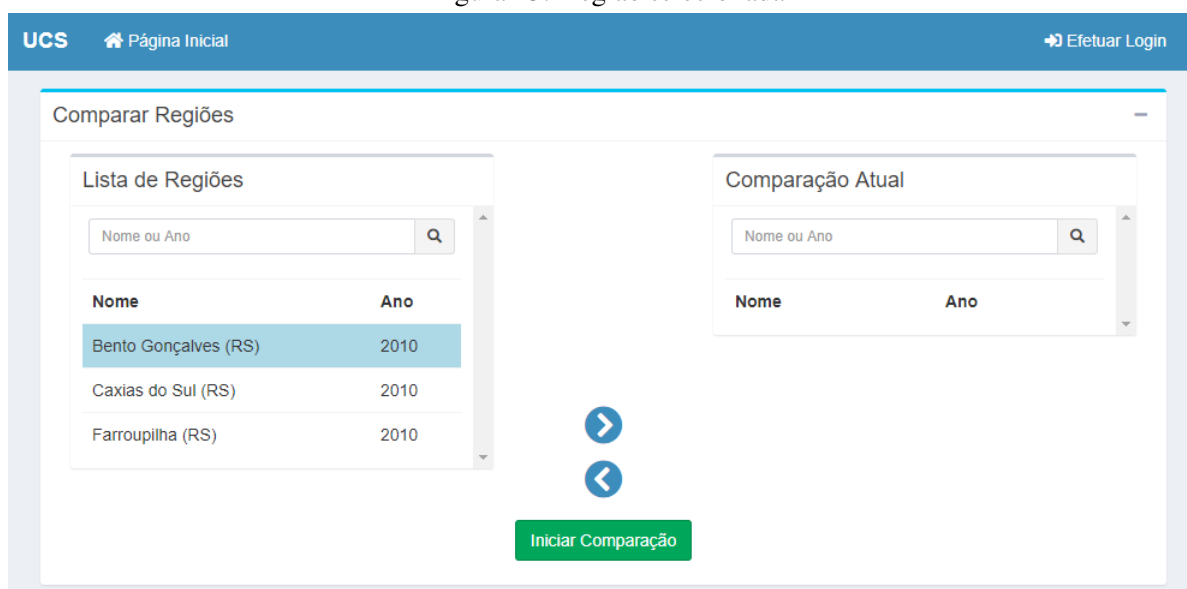 UCS Página Inicial Efetuar Login
Comparar Regiões
Lista de Regiões
Nome ou Ano
Nome Ano
Bento Gonçalves (RS) 2010
Caxias do Sul (RS) 2010
Farroupilha (RS) 2010
Comparação Atual
Nome ou Ano
Nome Ano
Iniciar Comparação